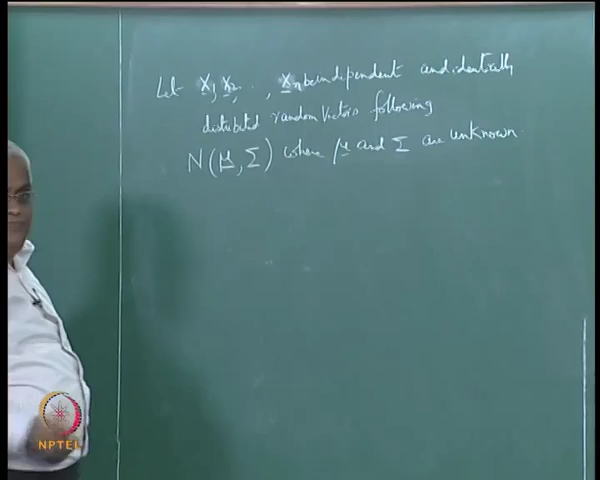 Let X1, X2, ..., Xn be independent and identically
distributed random vectors following
N(μ, Σ) where μ and Σ are unknown.
NPTEL